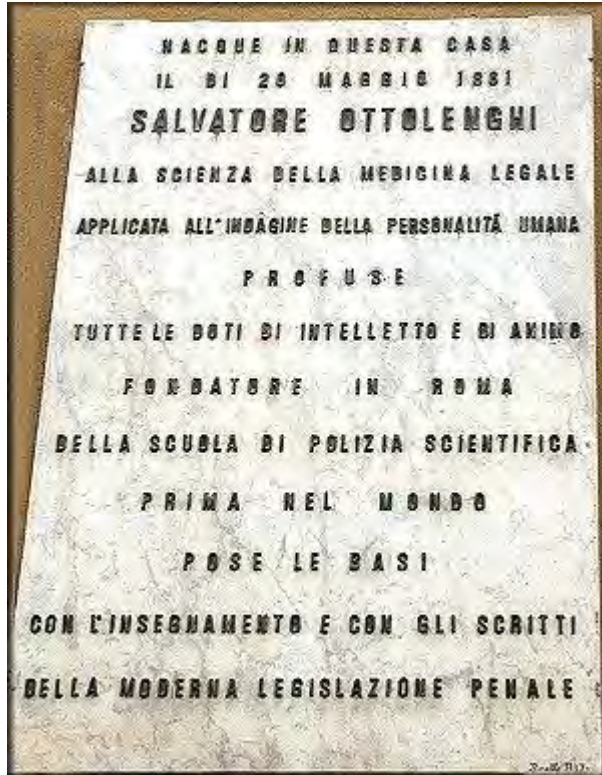 NACQUE IN QUESTA CASA
IL DI 20 MAGGIO 1861
SALVATORE OTTOLENGHI
ALLA SCIENZA DELLA MEDICINA LEGALE
APPLICATA ALL'INDAGINE DELLA PERSONALITÁ UMANA
PROFUSE
TUTTE LE DOTI DI INTELLETTO E DI ANIMO
FONDATORE IN ROMA
DELLA SCUOLA DI POLIZIA SCIENTIFICA
PRIMA NEL MONDO
POSE LE BASI
CON L'INSEGNAMENTO E CON GLI SCRITTI
DELLA MODERNA LEGISLAZIONE PENALE